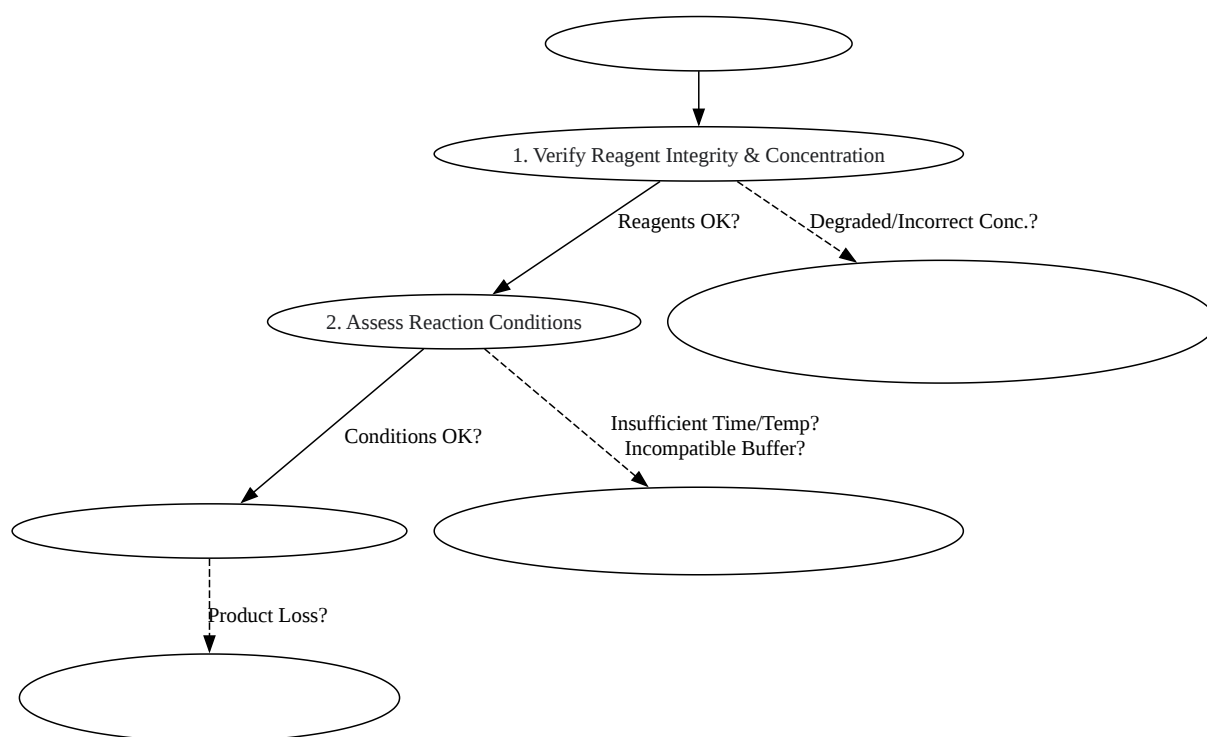 1. Verify Reagent Integrity & Concentration
Reagents OK?
Degraded/Incorrect Conc.?
2. Assess Reaction Conditions
Conditions OK?
Insufficient Time/Temp?
Incompatible Buffer?
Product Loss?